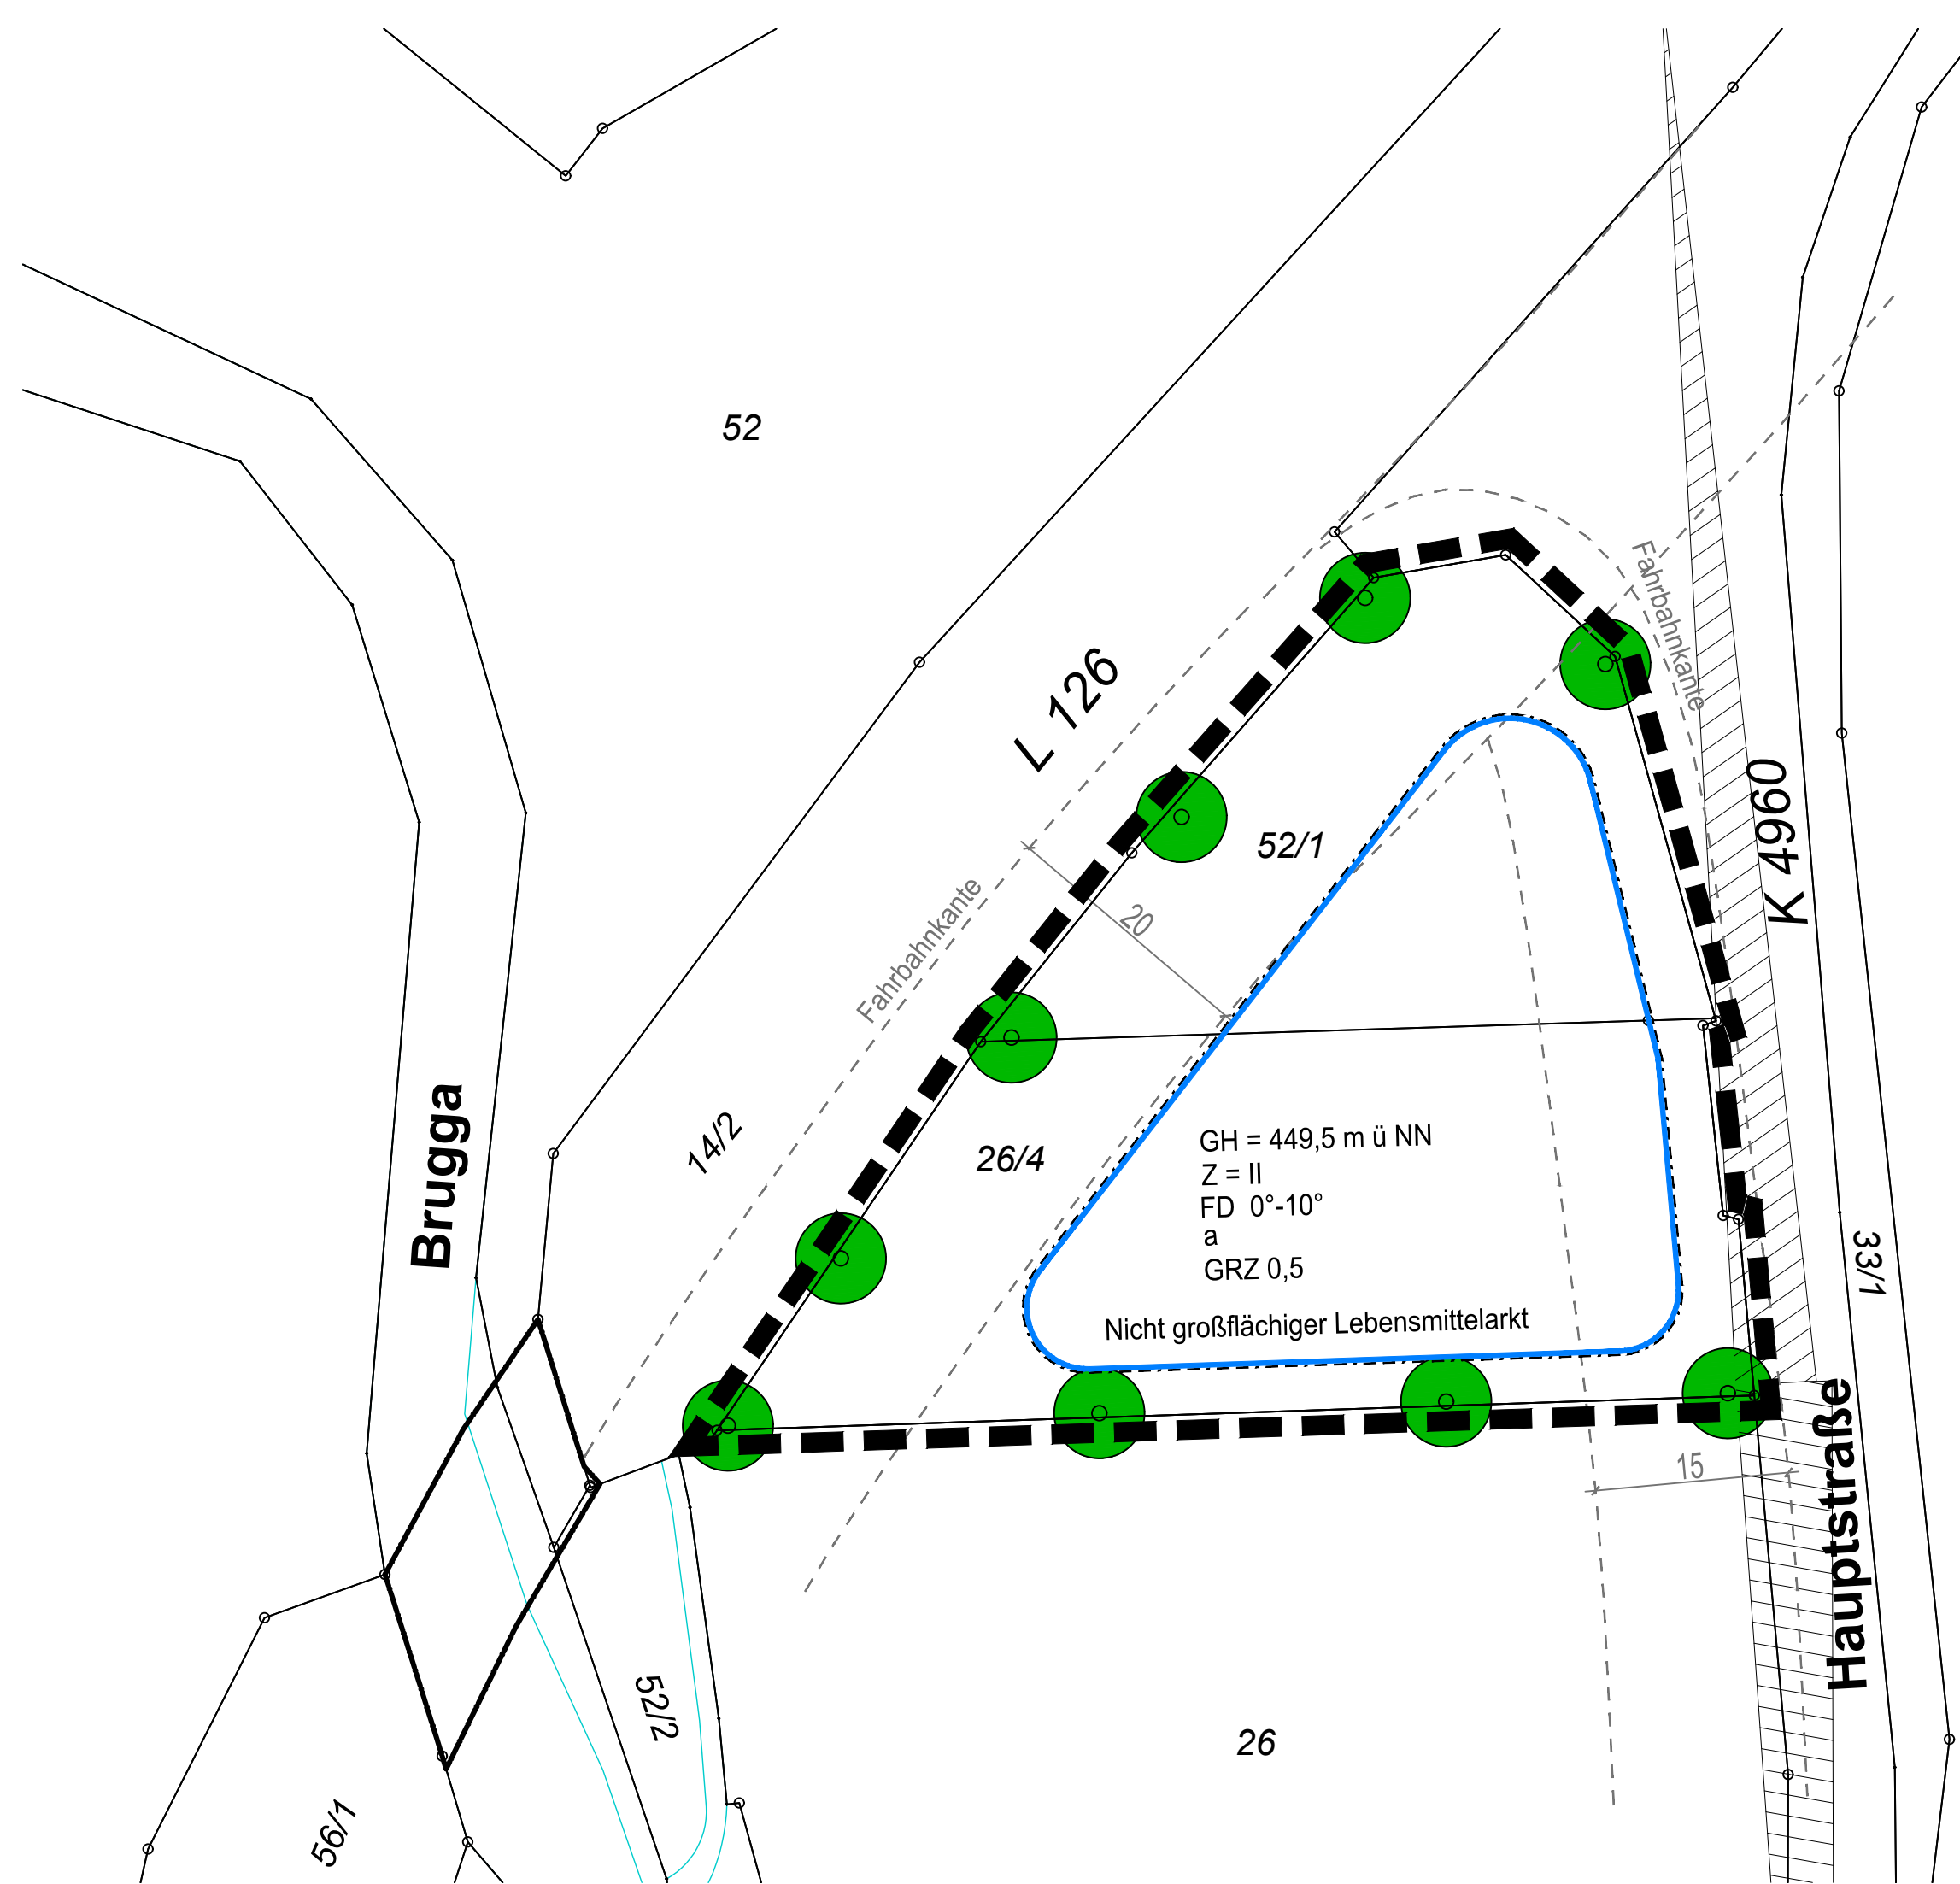 52
L 126
Fahrbahnkante
K 4960
52/1
20
Fahrbahnkante
14/2
Brugga
26/4
GH = 449,5 m ü NN
Z = II
FD 0°-10°
a
GRZ 0,5
Nicht großflächiger Lebensmittelarkt
33/1
Hauptstraße
15
52/2
26
56/1